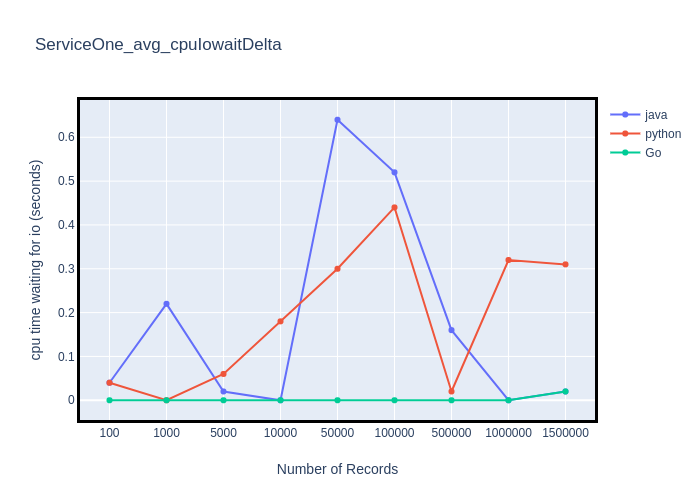 ServiceOne_avg_cpuIowaitDelta
java
python
Go
cpu time waiting for io (seconds)
0.6
0.5
0.4
0.3
0.2
0.1
0
100 1000 5000 10000 50000 100000 500000 1000000 1500000
Number of Records